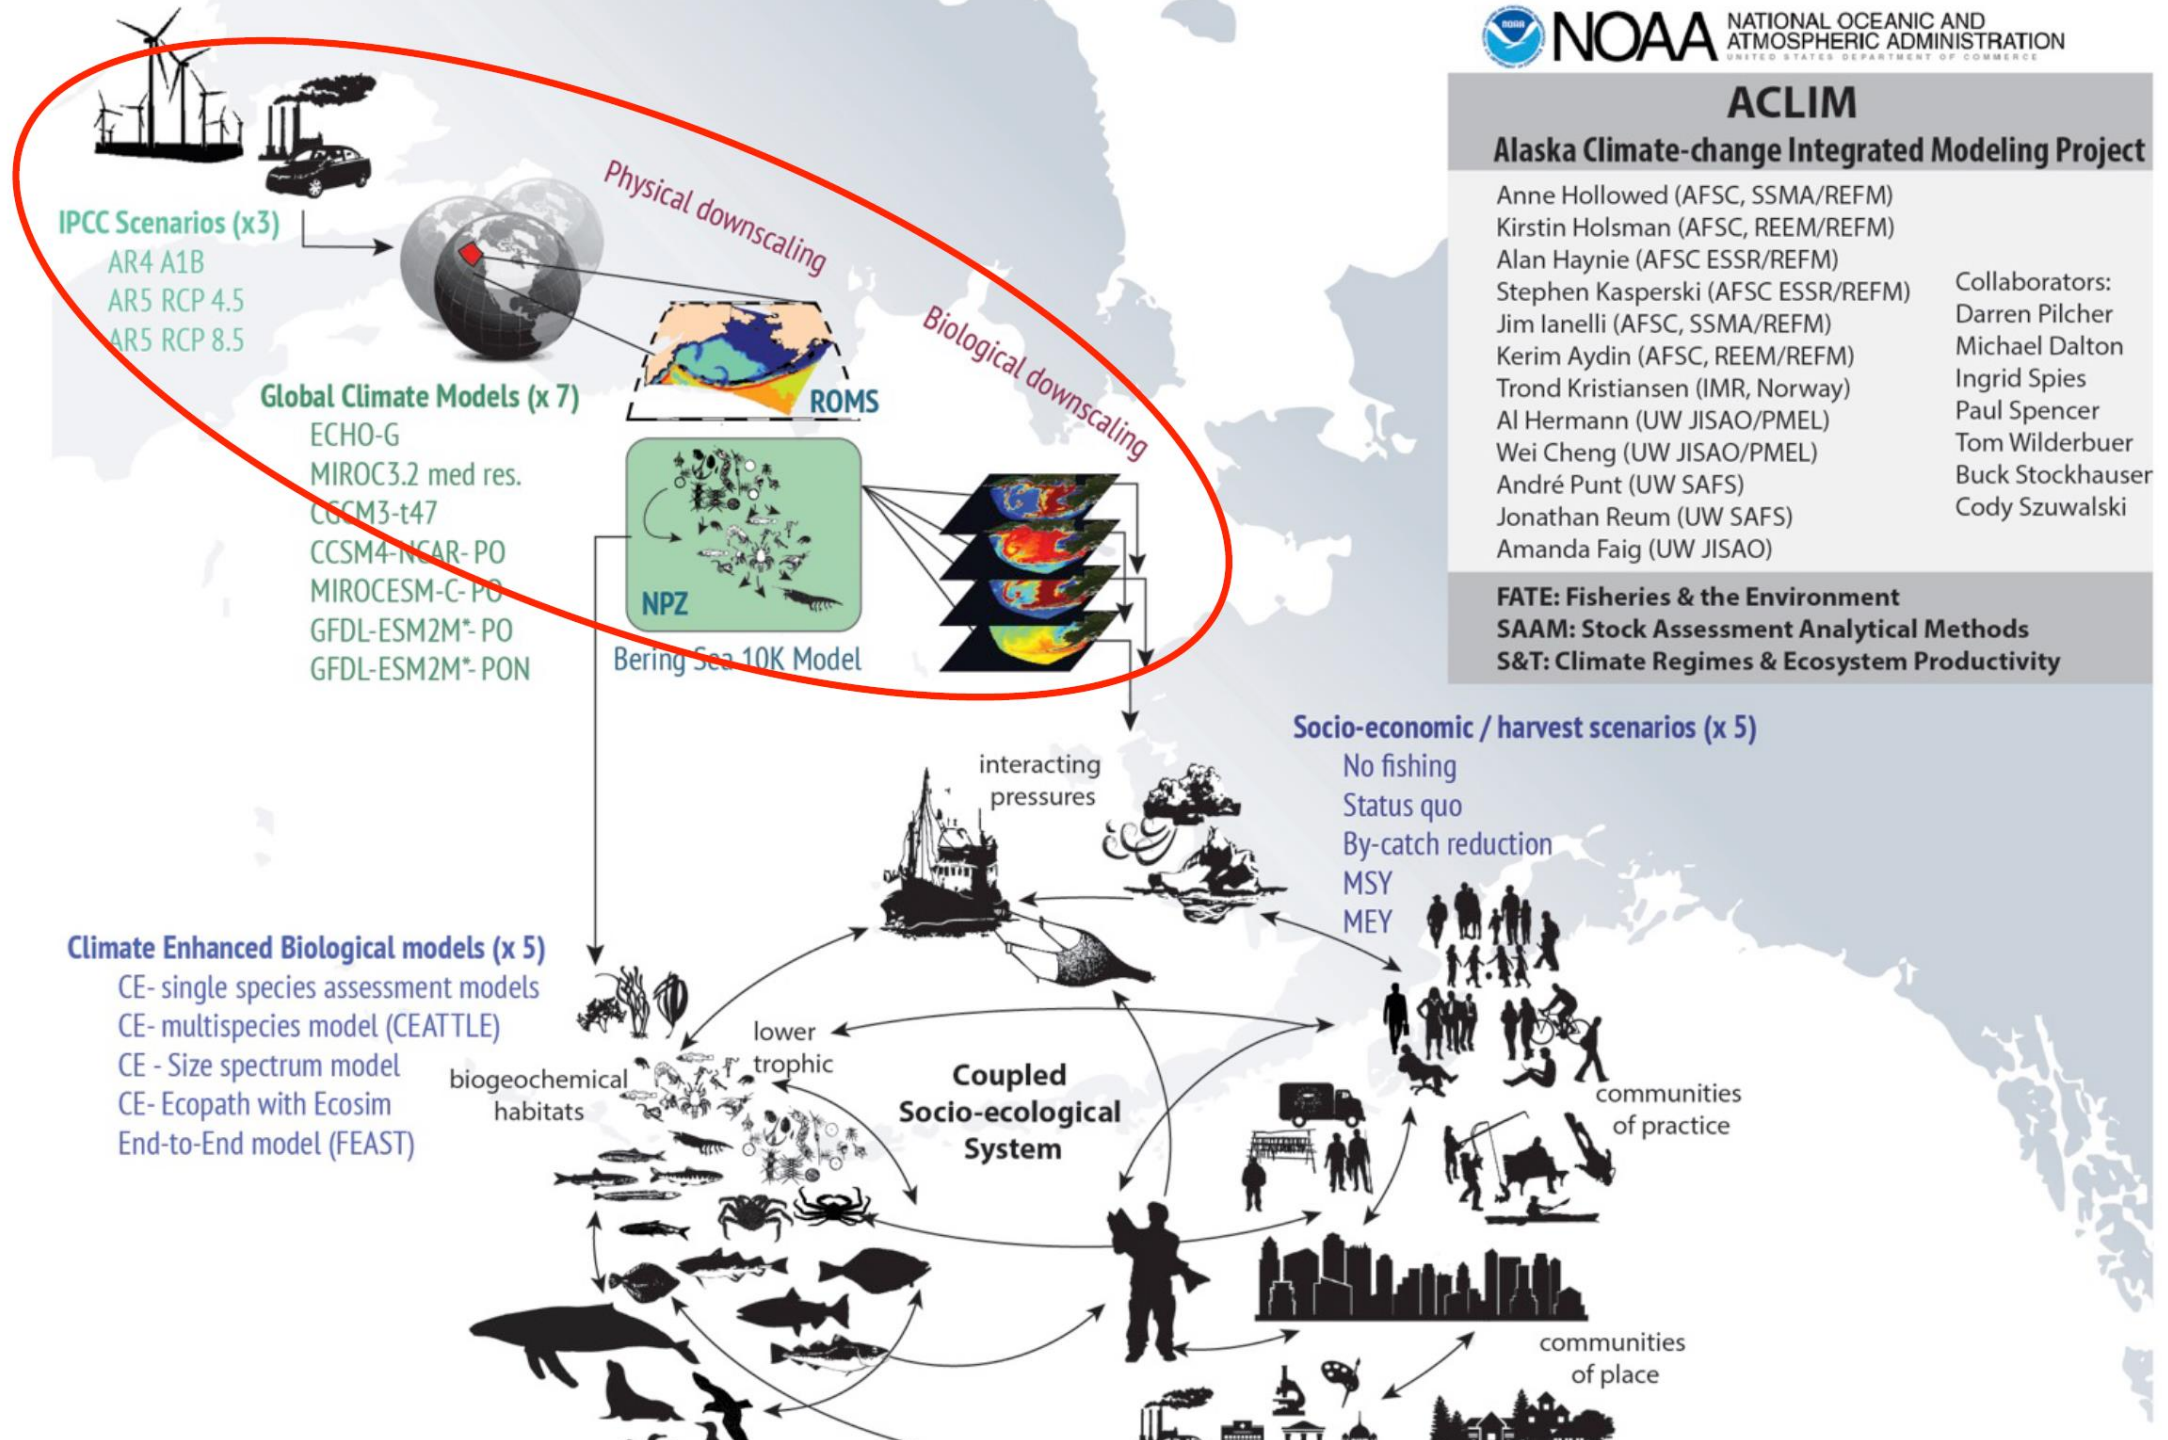 NOAA
NOAA
NATIONAL OCEANIC AND
ATMOSPHERIC ADMINISTRATION
UNITED STATES DEPARTMENT OF COMMERCE
ACLIM
Alaska Climate-change Integrated Modeling Project
Anne Hollowed (AFSC, SSMA/REFM)
Kirstin Holsman (AFSC, REEM/REFM)
Alan Haynie (AFSC ESSR/REFM)
Stephen Kasperski (AFSC ESSR/REFM)
Jim Ianelli (AFSC, SSMA/REFM)
Kerim Aydin (AFSC, REEM/REFM)
Trond Kristiansen (IMR, Norway)
Al Hermann (UW JISAO/PMEL)
Wei Cheng (UW JISAO/PMEL)
André Punt (UW SAFS)
Jonathan Reum (UW SAFS)
Amanda Faig (UW JISAO)
Collaborators:
Darren Pilcher
Michael Dalton
Ingrid Spies
Paul Spencer
Tom Wilderbuer
Buck Stockhausen
Cody Szuwalski
FATE: Fisheries & the Environment
SAAM: Stock Assessment Analytical Methods
S&T: Climate Regimes & Ecosystem Productivity
IPCC Scenarios (x3)
AR4 A1B
AR5 RCP 4.5
AR5 RCP 8.5
Physical downscaling
Biological downscaling
Global Climate Models (x 7)
ECHO-G
MIROC3.2 med res.
CGCM3-t47
CCSM4-NCAR- PO
MIROCESM-C- PO
GFDL-ESM2M*- PO
GFDL-ESM2M*- PON
ROMS
NPZ
Bering Sea 10K Model
Socio-economic / harvest scenarios (x 5)
No fishing
Status quo
By-catch reduction
MSY
MEY
interacting
pressures
Climate Enhanced Biological models (x 5)
CE- single species assessment models
CE- multispecies model (CEATTLE)
CE - Size spectrum model
CE- Ecopath with Ecosim
End-to-End model (FEAST)
lower
trophic
biogeochemical
habitats
Coupled
Socio-ecological
System
communities
of practice
communities
of place